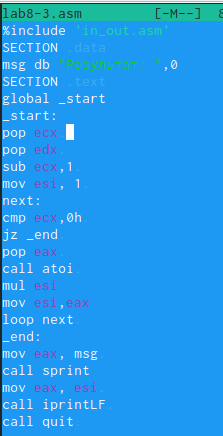 lab8-3.asm [-M--] 8
%include 'in_out.asm'
SECTION .data
msg db "Результат: ",0
SECTION .text
global _start
_start:
pop ecx
pop edx
sub ecx,1
mov esi, 1
next:
cmp ecx,0h
jz _end
pop eax
call atoi
mul esi
mov esi,eax
loop next
_end:
mov eax, msg
call sprint
mov eax, esi
call iprintLF
call quit